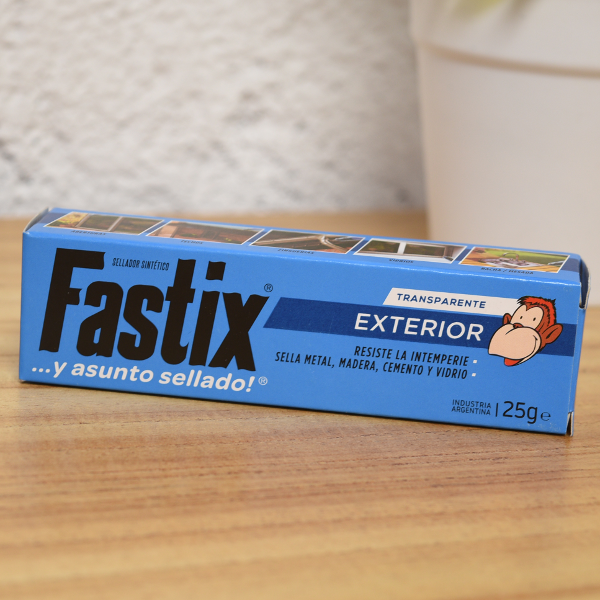 SELLADOR SINTÉTICO
Fastix®
...y asunto sellado!®
TRANSPARENTE
EXTERIOR
RESISTE LA INTEMPERIE
SELLA METAL, MADERA, CEMENTO Y VIDRIO
INDUSTRIA
ARGENTINA
25g e